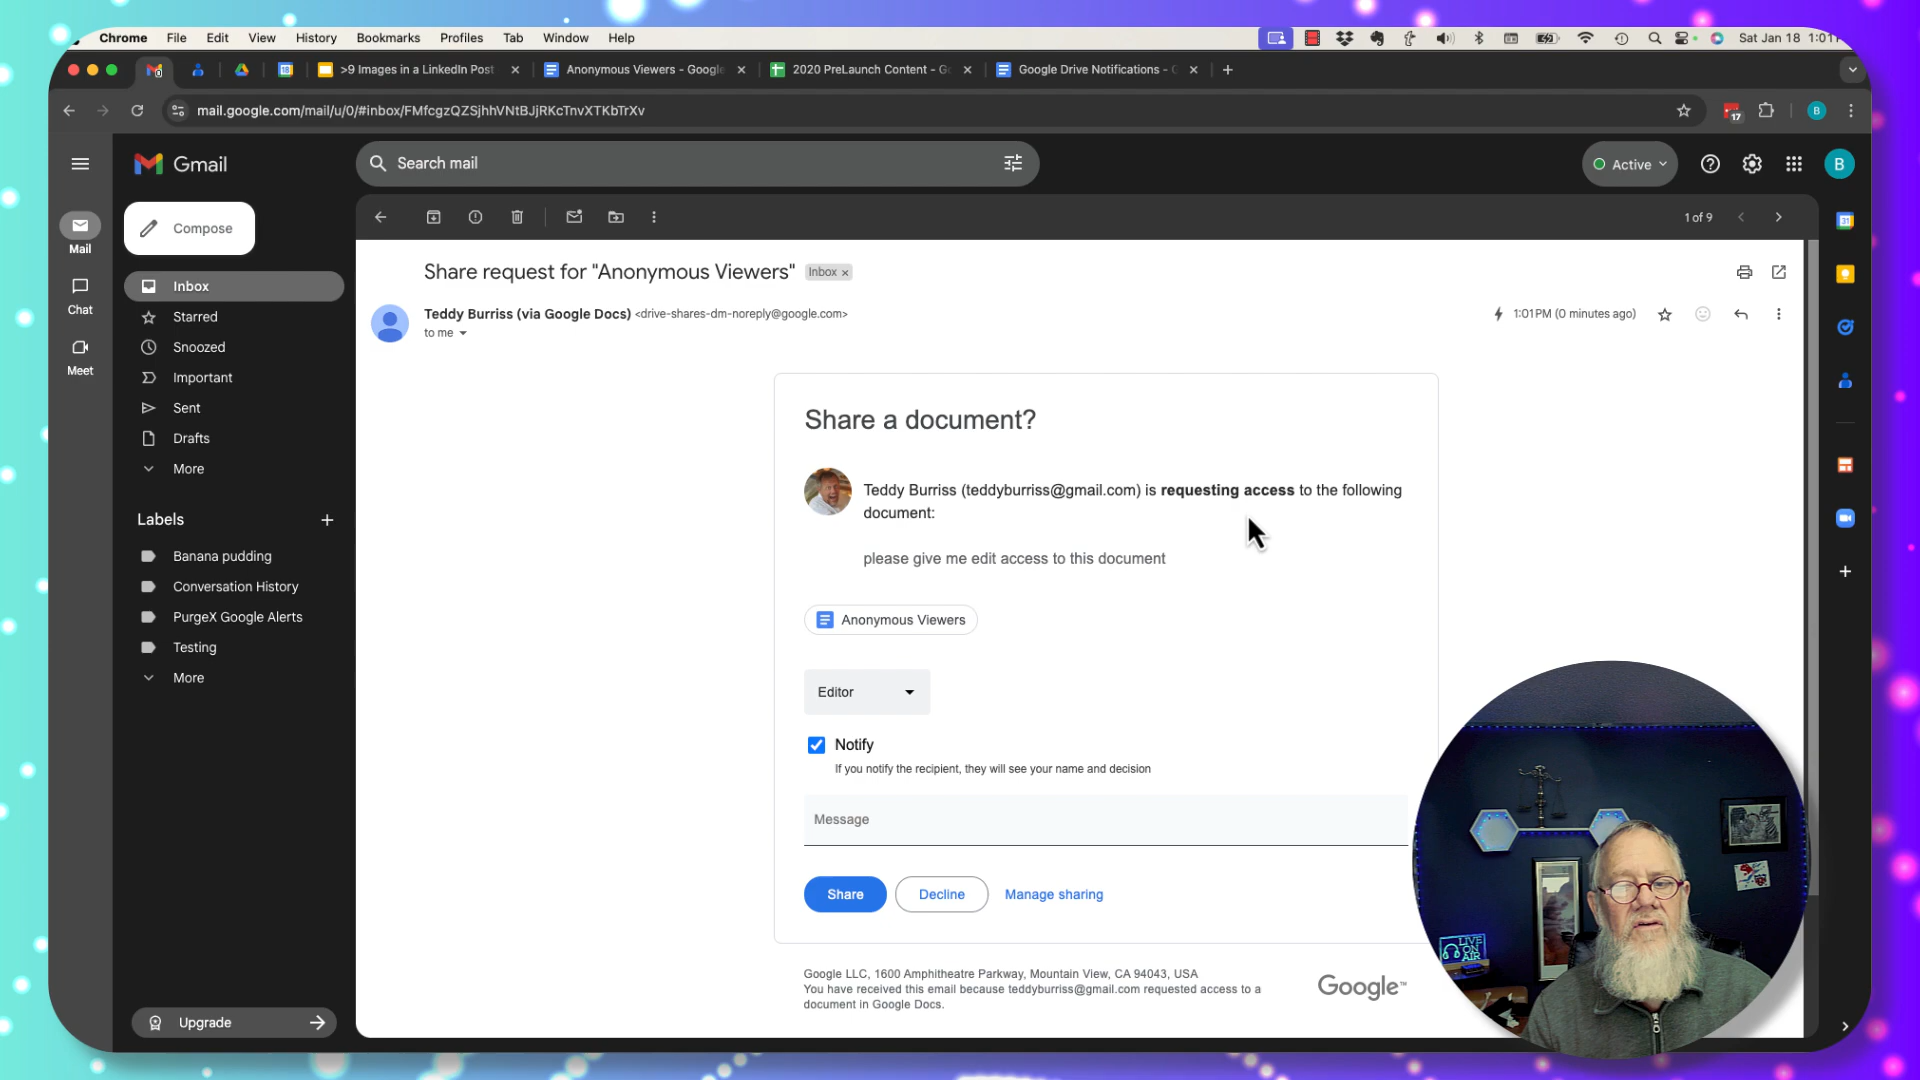 Chrome File Edit View History Bookmarks Profiles Tab Window Help
Sat Jan 18 1:01
>9 Images in a LinkedIn Post
Anonymous Viewers - Google
2020 PreLaunch Content - Go
Google Drive Notifications - G
mail.google.com/mail/u/0/#inbox/FMfcgzQZSjhhVNtBJjRKcTnvXTKbTrXv
17
B
Gmail
Search mail
Active
B
Mail
Chat
Meet
Compose
Inbox
Starred
Snoozed
Important
Sent
Drafts
More
Labels
Banana pudding
Conversation History
PurgeX Google Alerts
Testing
More
Upgrade
1 of 9
Share request for "Anonymous Viewers" Inbox x
Teddy Burriss (via Google Docs) <drive-shares-dm-noreply@google.com>
1:01 PM (0 minutes ago)
to me
Share a document?
Teddy Burriss (teddyburriss@gmail.com) is requesting access to the following
document:
please give me edit access to this document
Anonymous Viewers
Editor
Notify
If you notify the recipient, they will see your name and decision
Message
Share
Decline
Manage sharing
Google LLC, 1600 Amphitheatre Parkway, Mountain View, CA 94043, USA
You have received this email because teddyburriss@gmail.com requested access to a
document in Google Docs.
Google™
LIVE
ON
AIR